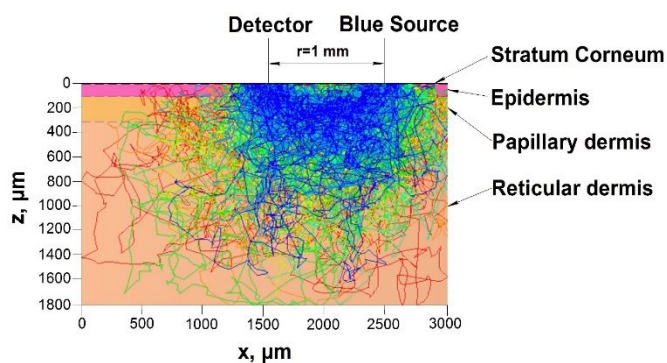 Detector Blue Source
r=1 mm
Stratum Corneum
Epidermis
Papillary dermis
Reticular dermis
0
200
400
600
800
1000
1200
1400
1600
1800
z, μm
0 500 1000 1500 2000 2500 3000
x, μm